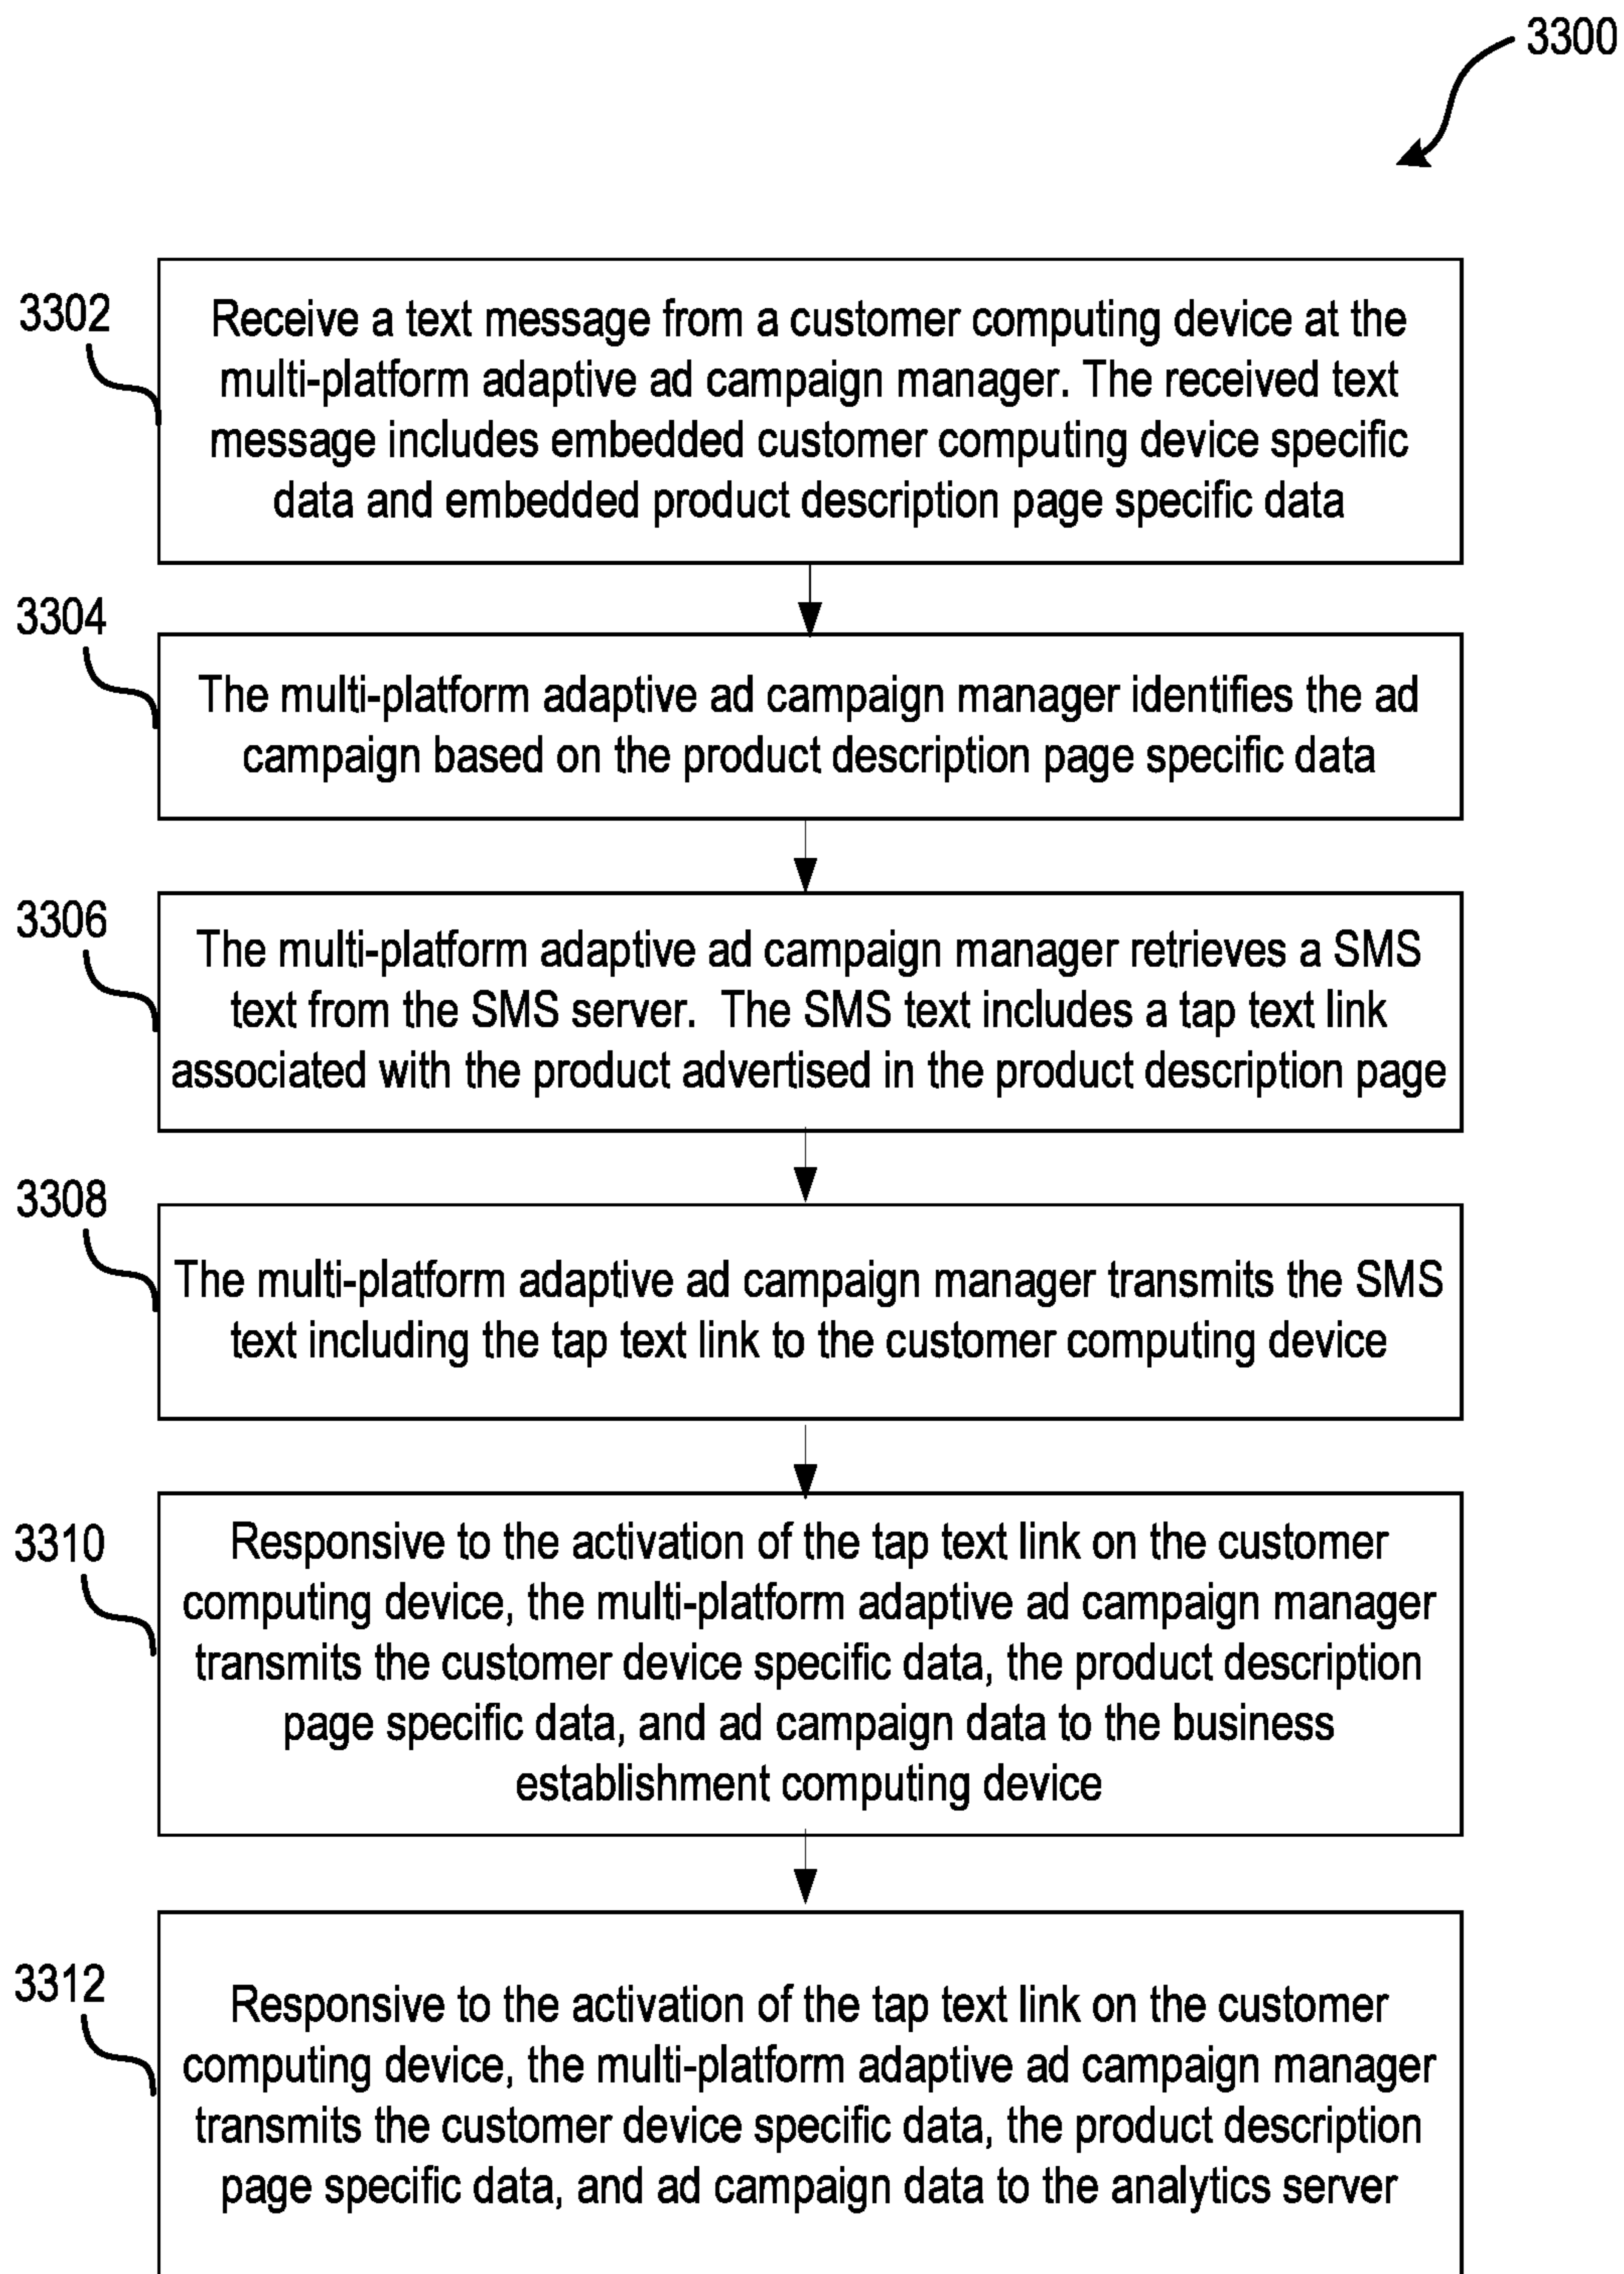 3300
3302
Receive a text message from a customer computing device at the
multi-platform adaptive ad campaign manager. The received text
message includes embedded customer computing device specific
data and embedded product description page specific data
3304
The multi-platform adaptive ad campaign manager identifies the ad
campaign based on the product description page specific data
3306
The multi-platform adaptive ad campaign manager retrieves a SMS
text from the SMS server.  The SMS text includes a tap text link
associated with the product advertised in the product description page
3308
The multi-platform adaptive ad campaign manager transmits the SMS
text including the tap text link to the customer computing device
3310
Responsive to the activation of the tap text link on the customer
computing device, the multi-platform adaptive ad campaign manager
transmits the customer device specific data, the product description
page specific data, and ad campaign data to the business
establishment computing device
3312
Responsive to the activation of the tap text link on the customer
computing device, the multi-platform adaptive ad campaign manager
transmits the customer device specific data, the product description
page specific data, and ad campaign data to the analytics server